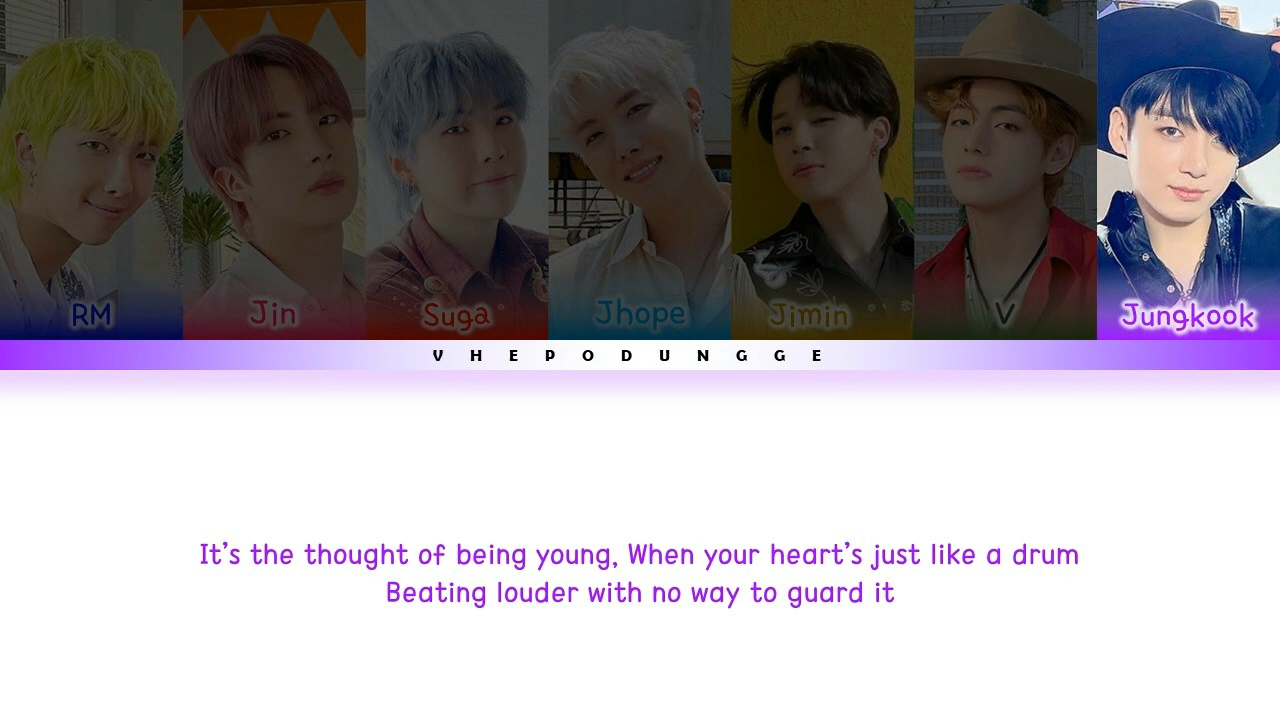 RM
Jin
Suga
Jhope
Jimin
V
Jungkook
VHEPODUNGGE
It's the thought of being young, When your heart's just like a drum
Beating louder with no way to guard it